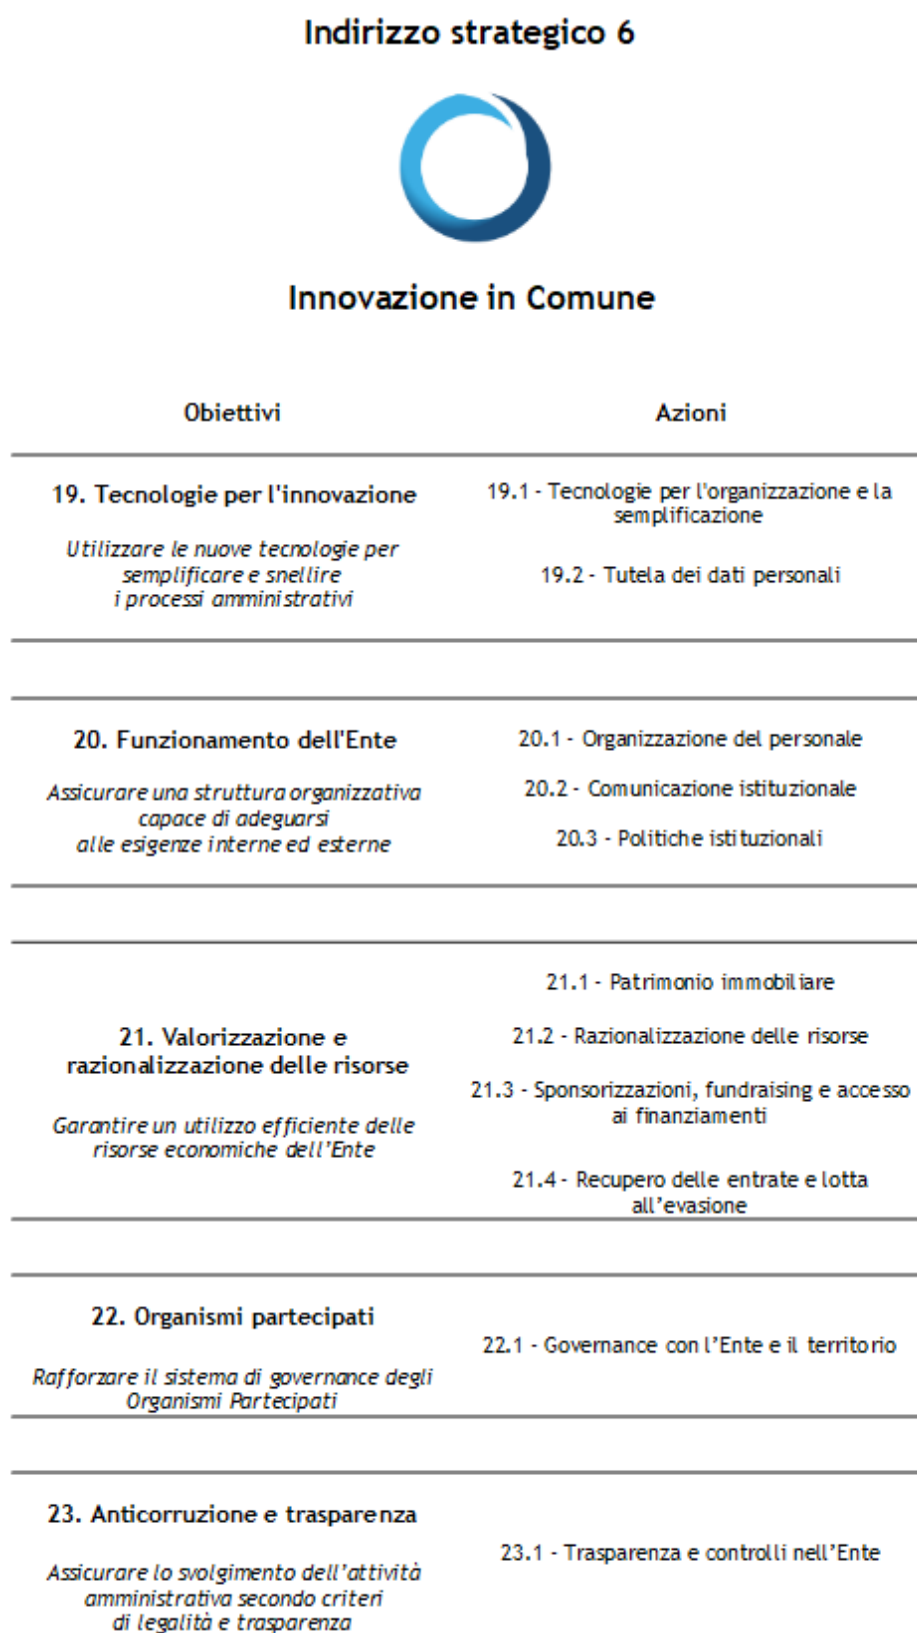 Indirizzo strategico 6
Innovazione in Comune
Obiettivi
Azioni
19. Tecnologie per l'innovazione
Utilizzare le nuove tecnologie per
semplificare e snellire
i processi amministrativi
19.1 - Tecnologie per l'organizzazione e la
semplificazione
19.2 - Tutela dei dati personali
20. Funzionamento dell'Ente
Assicurare una struttura organizzativa
capace di adeguarsi
alle esigenze interne ed esterne
20.1 - Organizzazione del personale
20.2 - Comunicazione istituzionale
20.3 - Politiche istituzionali
21. Valorizzazione e
razionalizzazione delle risorse
Garantire un utilizzo efficiente delle
risorse economiche dell’Ente
21.1 - Patrimonio immobiliare
21.2 - Razionalizzazione delle risorse
21.3 - Sponsorizzazioni, fundraising e accesso
ai finanziamenti
21.4 - Recupero delle entrate e lotta
all’evasione
22. Organismi partecipati
Rafforzare il sistema di governance degli
Organismi Partecipati
22.1 - Governance con l’Ente e il territorio
23. Anticorruzione e trasparenza
Assicurare lo svolgimento dell’attività
amministrativa secondo criteri
di legalità e trasparenza
23.1 - Trasparenza e controlli nell’Ente